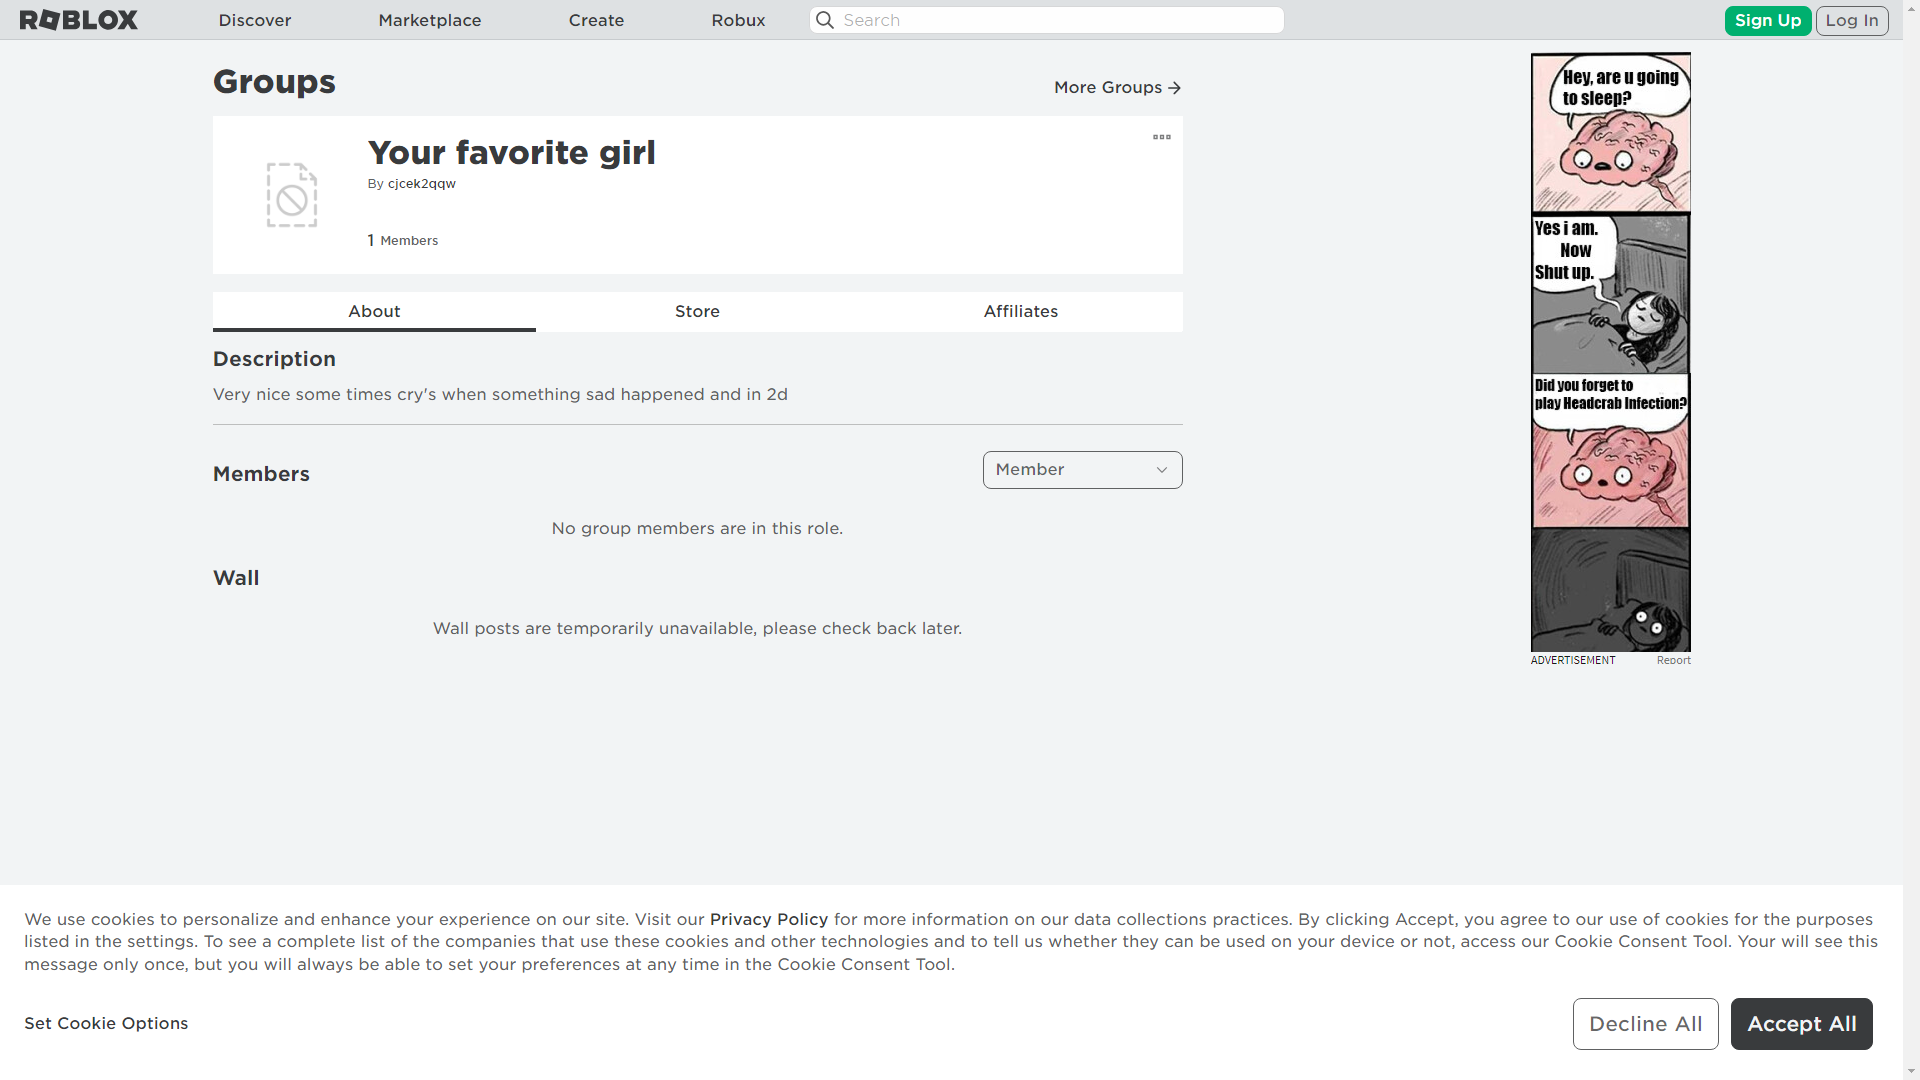 ROBLOX
Discover
Marketplace
Create
Robux
Search
Sign Up
Log In
Groups
More Groups
Your favorite girl
By cjcek2qqw
1 Members
About
Store
Affiliates
Description
Very nice some times cry's when something sad happened and in 2d
Members
Member
No group members are in this role.
Wall
Wall posts are temporarily unavailable, please check back later.
Hey, are u going
to sleep?
Yes i am.
Now
Shut up.
Did you forget to
play Headcrab Infection?
ADVERTISEMENT
Report
We use cookies to personalize and enhance your experience on our site. Visit our Privacy Policy for more information on our data collections practices. By clicking Accept, you agree to our use of cookies for the purposes
listed in the settings. To see a complete list of the companies that use these cookies and other technologies and to tell us whether they can be used on your device or not, access our Cookie Consent Tool. Your will see this
message only once, but you will always be able to set your preferences at any time in the Cookie Consent Tool.
Set Cookie Options
Decline All
Accept All